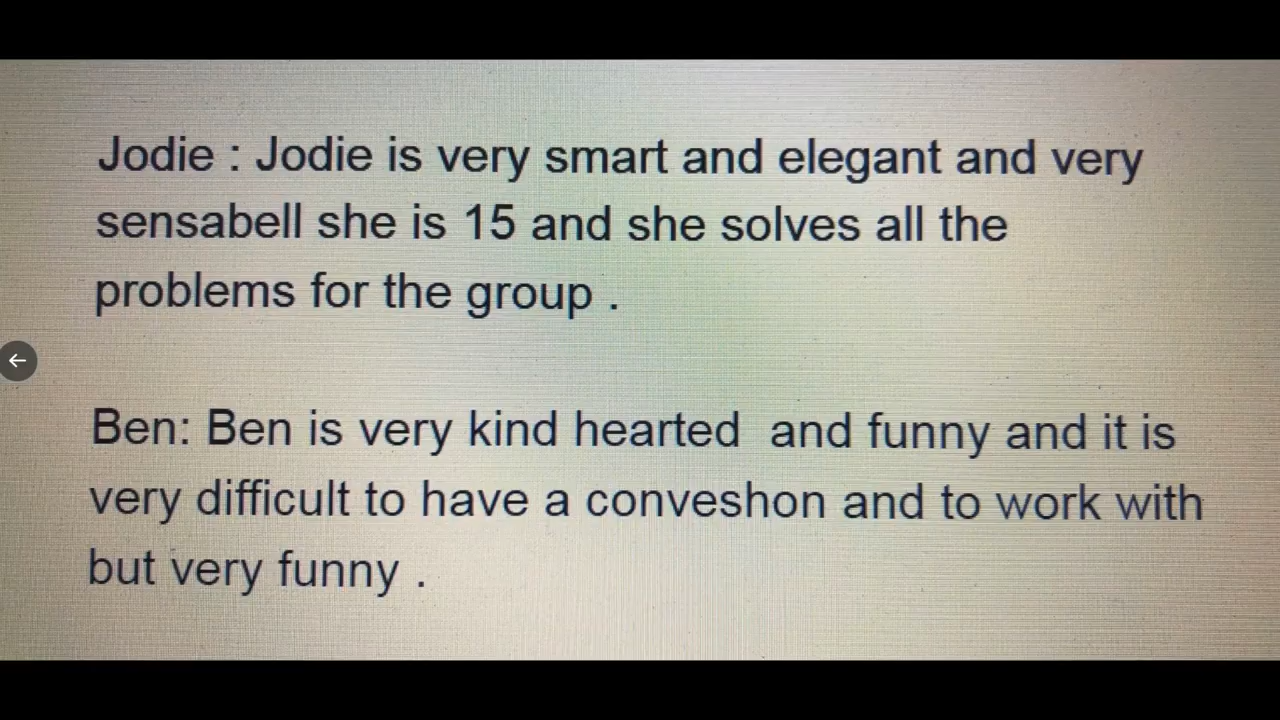 Jodie : Jodie is very smart and elegant and very
sensabell she is 15 and she solves all the
problems for the group .
Ben: Ben is very kind hearted  and funny and it is
very difficult to have a conveshon and to work with
but very funny .